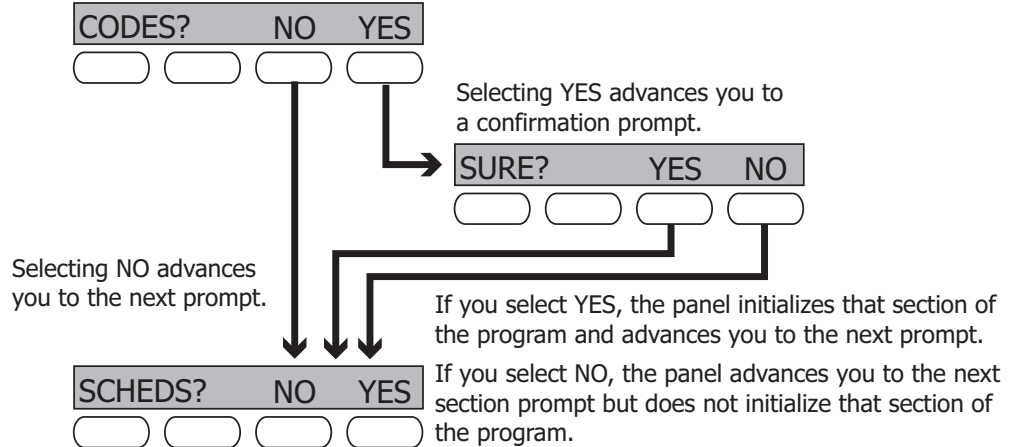 CODES? NO YES
Selecting YES advances you to
a confirmation prompt.
SURE? YES NO
Selecting NO advances
you to the next prompt.
If you select YES, the panel initializes that section of
the program and advances you to the next prompt.
SCHEDS? NO YES
If you select NO, the panel advances you to the next
section prompt but does not initialize that section of
the program.